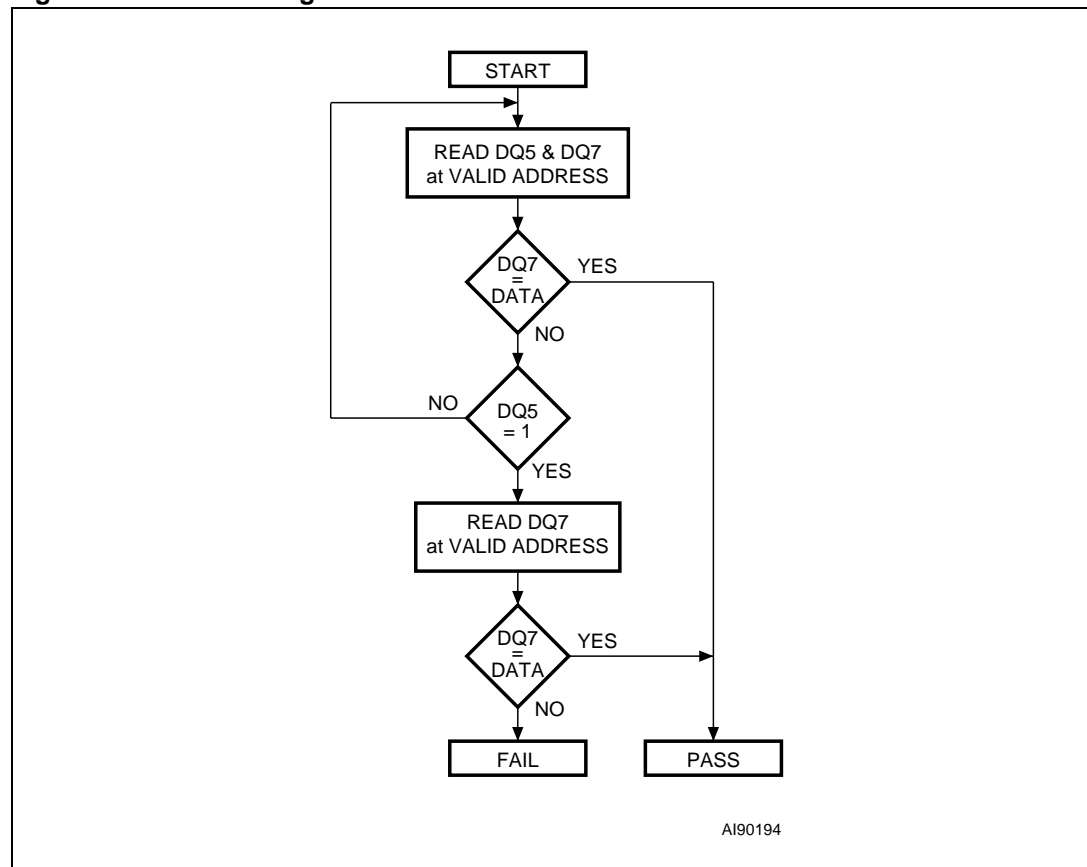 START
READ DQ5 & DQ7
at VALID ADDRESS
DQ7
=
DATA
YES
NO
DQ5
= 1
NO
YES
READ DQ7
at VALID ADDRESS
DQ7
=
DATA
YES
NO
FAIL
PASS
AI90194